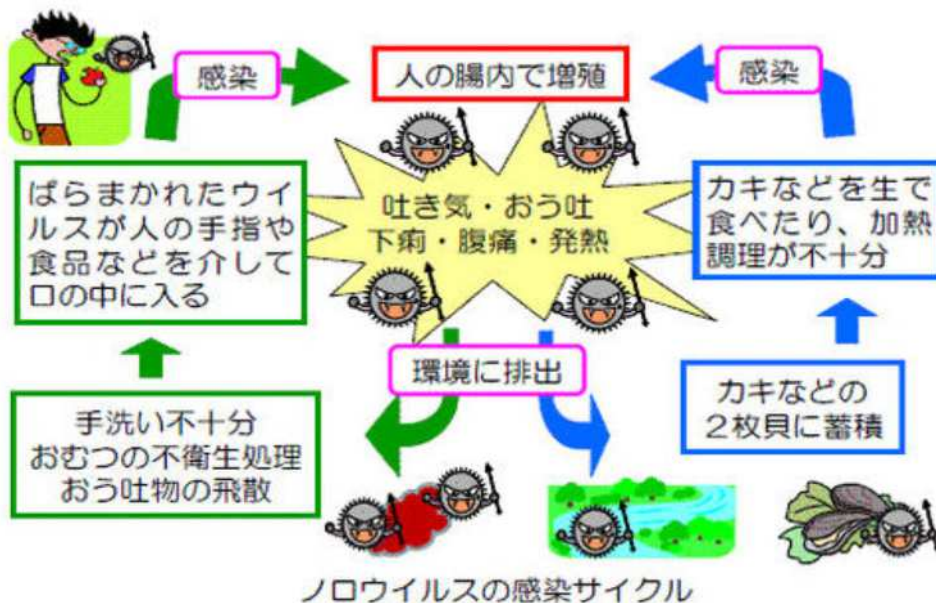 感染
人の腸内で増殖
感染
ばらまかれたウイ
ルスが人の手指や
食品などを介して
口の中に入る
吐き気・おう吐
下痢・腹痛・発熱
カキなどを生で
食べたり、加熱
調理が不十分
環境に排出
手洗い不十分
おむつの不衛生処理
おう吐物の飛散
カキなどの
2枚貝に蓄積
ノロウイルスの感染サイクル